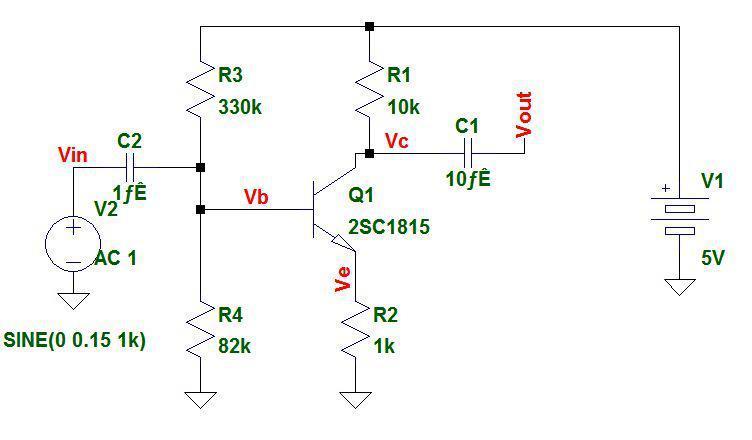 R3
330k
R1
10k
Vin
C2
1ƒÊ
Vc
C1
10ƒÊ
Vout
V2
AC 1
Vb
Q1
2SC1815
V1
5V
Ve
R4
82k
R2
1k
SINE(0 0.15 1k)